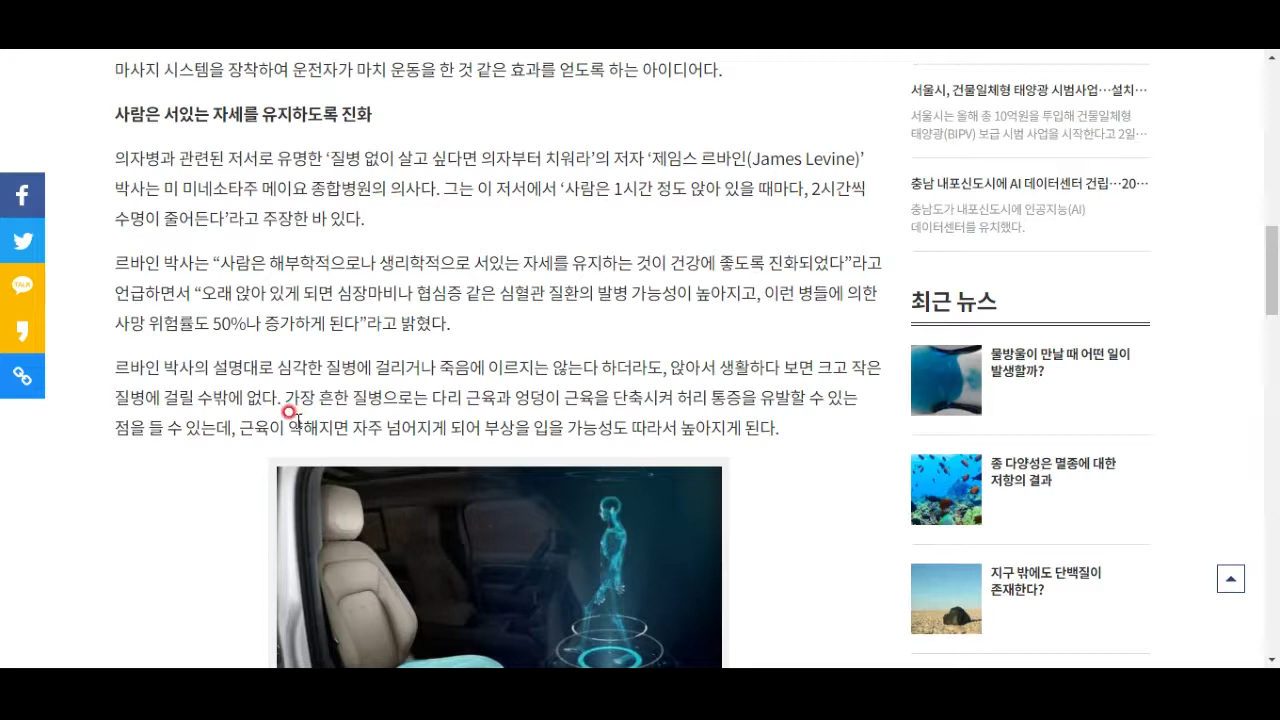 마사지 시스템을 장착하여 운전자가 마치 운동을 한 것 같은 효과를 얻도록 하는 아이디어다.
사람은 서있는 자세를 유지하도록 진화
의자병과 관련된 저서로 유명한 ‘질병 없이 살고 싶다면 의자부터 치워라’의 저자 ‘제임스 르바인(James Levine)’
박사는 미 미네소타주 메이요 종합병원의 의사다. 그는 이 저서에서 ‘사람은 1시간 정도 앉아 있을 때마다, 2시간씩
수명이 줄어든다’라고 주장한 바 있다.
르바인 박사는 “사람은 해부학적으로나 생리학적으로 서있는 자세를 유지하는 것이 건강에 좋도록 진화되었다”라고
언급하면서 “오래 앉아 있게 되면 심장마비나 협심증 같은 심혈관 질환의 발병 가능성이 높아지고, 이런 병들에 의한
사망 위험률도 50%나 증가하게 된다”라고 밝혔다.
르바인 박사의 설명대로 심각한 질병에 걸리거나 죽음에 이르지는 않는다 하더라도, 앉아서 생활하다 보면 크고 작은
질병에 걸릴 수밖에 없다. 가장 흔한 질병으로는 다리 근육과 엉덩이 근육을 단축시켜 허리 통증을 유발할 수 있는
점을 들 수 있는데, 근육이 약해지면 자주 넘어지게 되어 부상을 입을 가능성도 따라서 높아지게 된다.
서울시, 건물일체형 태양광 시범사업…설치…
서울시는 올해 총 10억원을 투입해 건물일체형
태양광(BIPV) 보급 시범 사업을 시작한다고 2일…
충남 내포신도시에 AI 데이터센터 건립…20…
충남도가 내포신도시에 인공지능(AI)
데이터센터를 유치했다.
최근 뉴스
물방울이 만날 때 어떤 일이
발생할까?
종 다양성은 멸종에 대한
저항의 결과
지구 밖에도 단백질이
존재한다?
TALK